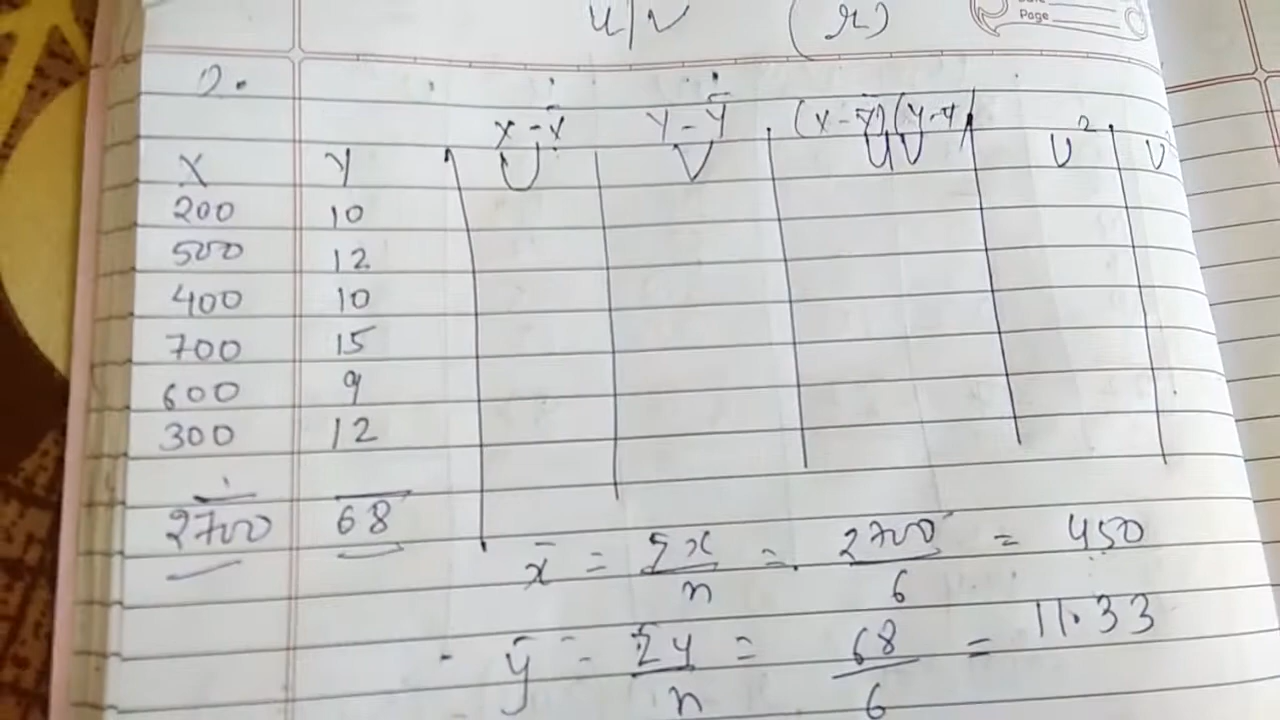 u/v (r)
Page
X - X̄ Y - Ȳ (X - X̄)(Y - Y
X Y U V UV U² V²
200 10
500 12
400 10
700 15
600 9
300 12
2700 68
x̄ = Σx/n = 2700/6 = 450
ȳ = Σy/n = 68/6 = 11.33